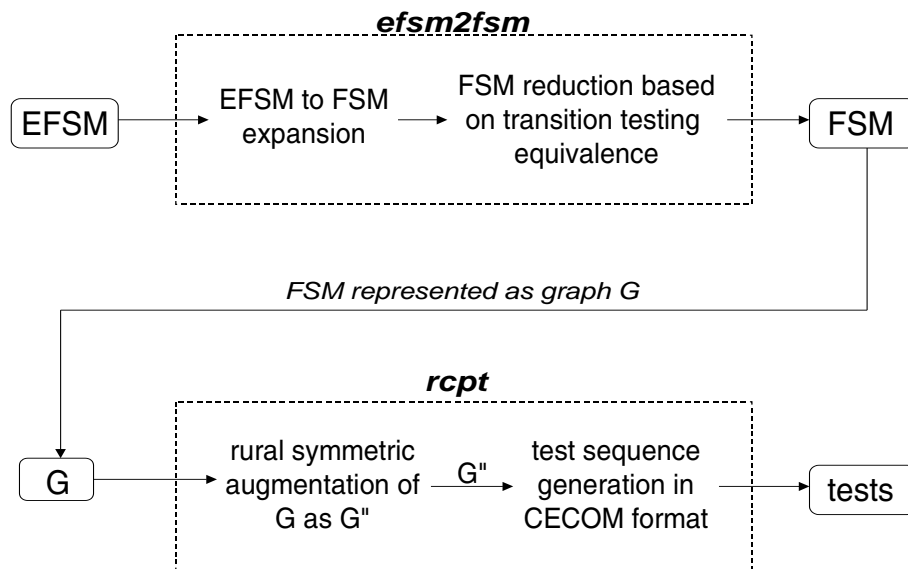 efsm2fsm
EFSM
EFSM to FSM
expansion
FSM reduction based
on transition testing
equivalence
FSM
FSM represented as graph G
rcpt
G
rural symmetric
augmentation of
G as G"
G"
test sequence
generation in
CECOM format
tests